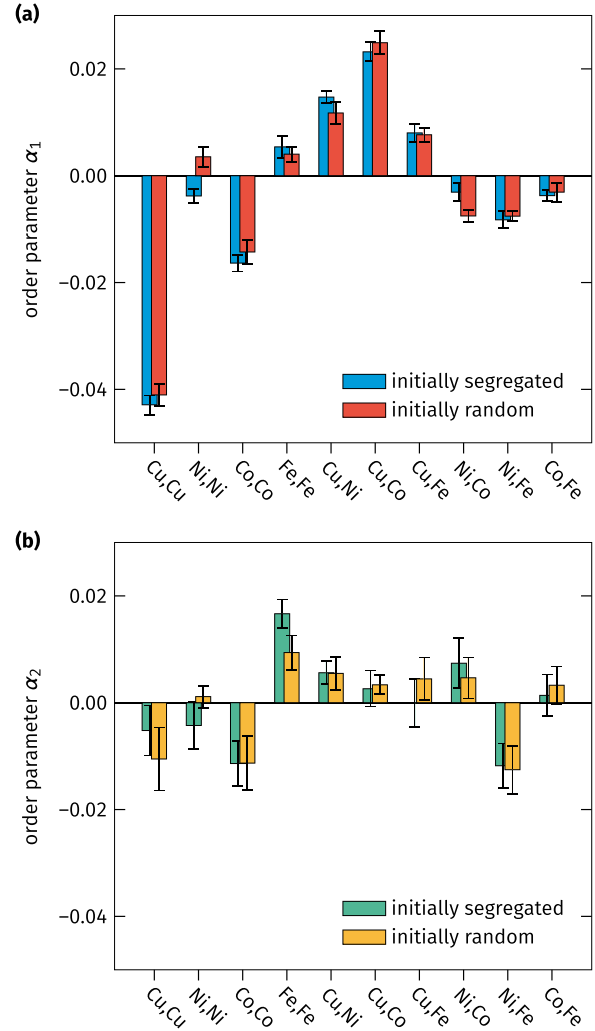 (a)
order parameter α1
0.02
0.00
−0.02
−0.04
initially segregated
initially random
Cu,Cu
Ni,Ni
Co,Co
Fe,Fe
Cu,Ni
Cu,Co
Cu,Fe
Ni,Co
Ni,Fe
Co,Fe
(b)
order parameter α2
0.02
0.00
−0.02
−0.04
initially segregated
initially random
Cu,Cu
Ni,Ni
Co,Co
Fe,Fe
Cu,Ni
Cu,Co
Cu,Fe
Ni,Co
Ni,Fe
Co,Fe